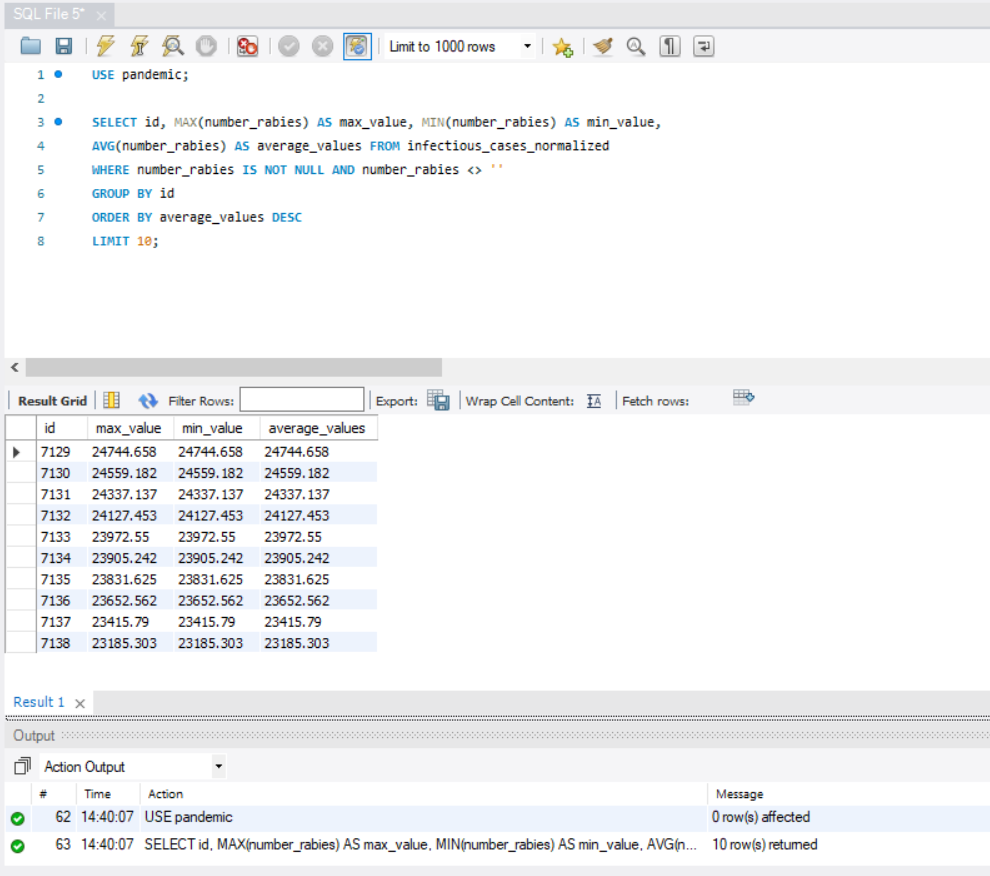 SQL File 5*
Limit to 1000 rows
1 USE pandemic;
2
3 SELECT id, MAX(number_rabies) AS max_value, MIN(number_rabies) AS min_value,
4 AVG(number_rabies) AS average_values FROM infectious_cases_normalized
5 WHERE number_rabies IS NOT NULL AND number_rabies <> ''
6 GROUP BY id
7 ORDER BY average_values DESC
8 LIMIT 10;
Result Grid Filter Rows: Export: Wrap Cell Content: Fetch rows:
id max_value min_value average_values
7129 24744.658 24744.658 24744.658
7130 24559.182 24559.182 24559.182
7131 24337.137 24337.137 24337.137
7132 24127.453 24127.453 24127.453
7133 23972.55 23972.55 23972.55
7134 23905.242 23905.242 23905.242
7135 23831.625 23831.625 23831.625
7136 23652.562 23652.562 23652.562
7137 23415.79 23415.79 23415.79
7138 23185.303 23185.303 23185.303
Result 1
Output
Action Output
# Time Action Message
62 14:40:07 USE pandemic 0 row(s) affected
63 14:40:07 SELECT id, MAX(number_rabies) AS max_value, MIN(number_rabies) AS min_value, AVG(n... 10 row(s) returned